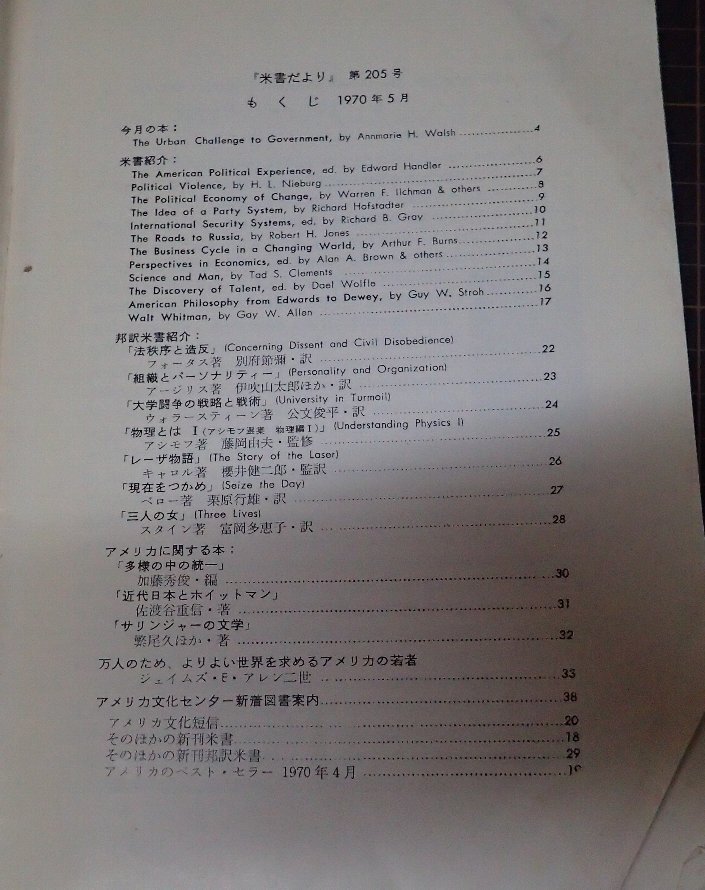 『米書だより』 第 205 号
も く じ 1970 年 5 月
今月の本：
The Urban Challenge to Government, by Annmarie H. Walsh ........ 4
米書紹介：
The American Political Experience, ed. by Edward Handler ........ 6
Political Violence, by H. L. Nieburg ........ 7
The Political Economy of Change, by Warren F. Ilchman & others ........ 8
The Idea of a Party System, by Richard Hofstadter ........ 9
International Security Systems, ed. by Richard B. Gray ........ 10
The Roads to Russia, by Robert H. Jones ........ 11
The Business Cycle in a Changing World, by Arthur F. Burns ........ 12
Perspectives in Economics, ed. by Alan A. Brown & others ........ 13
Science and Man, by Tad S. Clements ........ 14
The Discovery of Talent, ed. by Dael Wolfle ........ 15
American Philosophy from Edwards to Dewey, by Guy W. Stroh ........ 16
Walt Whitman, by Gay W. Allen ........ 17
邦訳米書紹介：
「法秩序と造反」 (Concerning Dissent and Civil Disobedience)
フォータス著 別府節彌・訳 ........ 22
「組織とパーソナリティー」 (Personality and Organization)
アージリス著 伊吹山太郎ほか・訳 ........ 23
「大学闘争の戦略と戦術」 (University in Turmoil)
ウォラースティーン著 公文俊平・訳 ........ 24
「物理とは I (アシモフ選集 物理編 I)」 (Understanding Physics I)
アシモフ著 藤岡由夫・監修 ........ 25
「レーザ物語」 (The Story of the Laser)
キャロル著 櫻井健二郎・監訳 ........ 26
「現在をつかめ」 (Seize the Day)
ベロー著 栗原行雄・訳 ........ 27
「三人の女」 (Three Lives)
スタイン著 富岡多恵子・訳 ........ 28
アメリカに関する本：
「多様の中の統一」
加藤秀俊・編 ........ 30
「近代日本とホイットマン」
佐渡谷重信・著 ........ 31
「サリンジャーの文学」
繁尾久ほか・著 ........ 32
万人のため、よりよい世界を求めるアメリカの若者
ジェイムズ・E・アレン二世 ........ 33
アメリカ文化センター新着図書案内 ........ 38
アメリカ文化短信 ........ 20
そのほかの新刊米書 ........ 18
そのほかの新刊邦訳米書 ........ 29
アメリカのベスト・セラー 1970 年 4 月 ........ 19